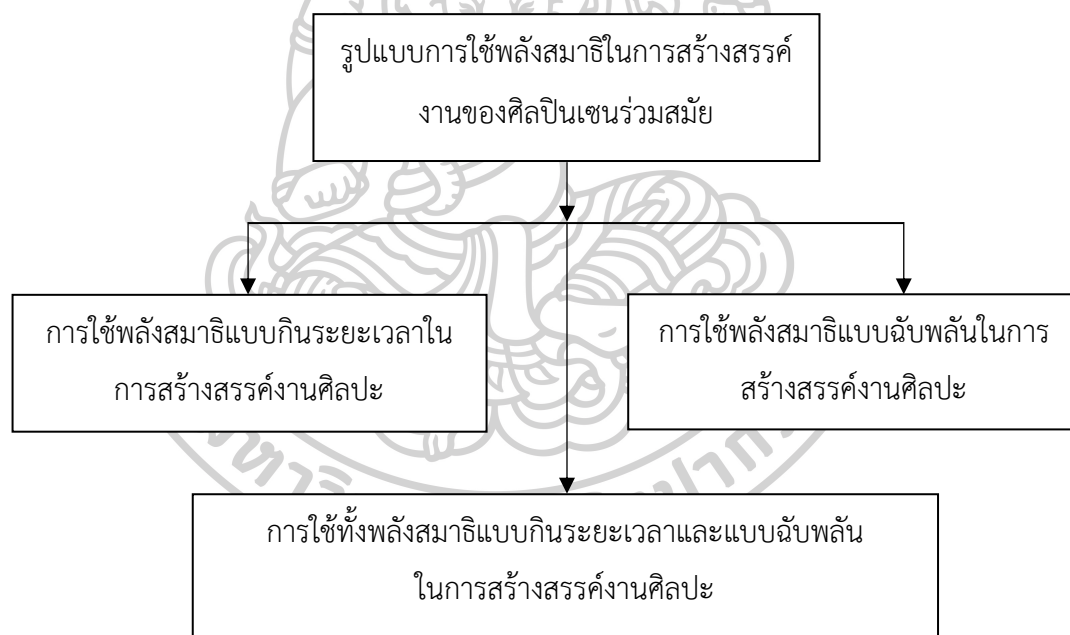 รูปแบบการใช้พลังสมาธิในการสร้างสรรค์
งานของศิลปินเซนร่วมสมัย
การใช้พลังสมาธิแบบกินระยะเวลาใน
การสร้างสรรค์งานศิลปะ
การใช้พลังสมาธิแบบฉับพลันในการ
สร้างสรรค์งานศิลปะ
การใช้ทั้งพลังสมาธิแบบกินระยะเวลาและแบบฉับพลัน
ในการสร้างสรรค์งานศิลปะ